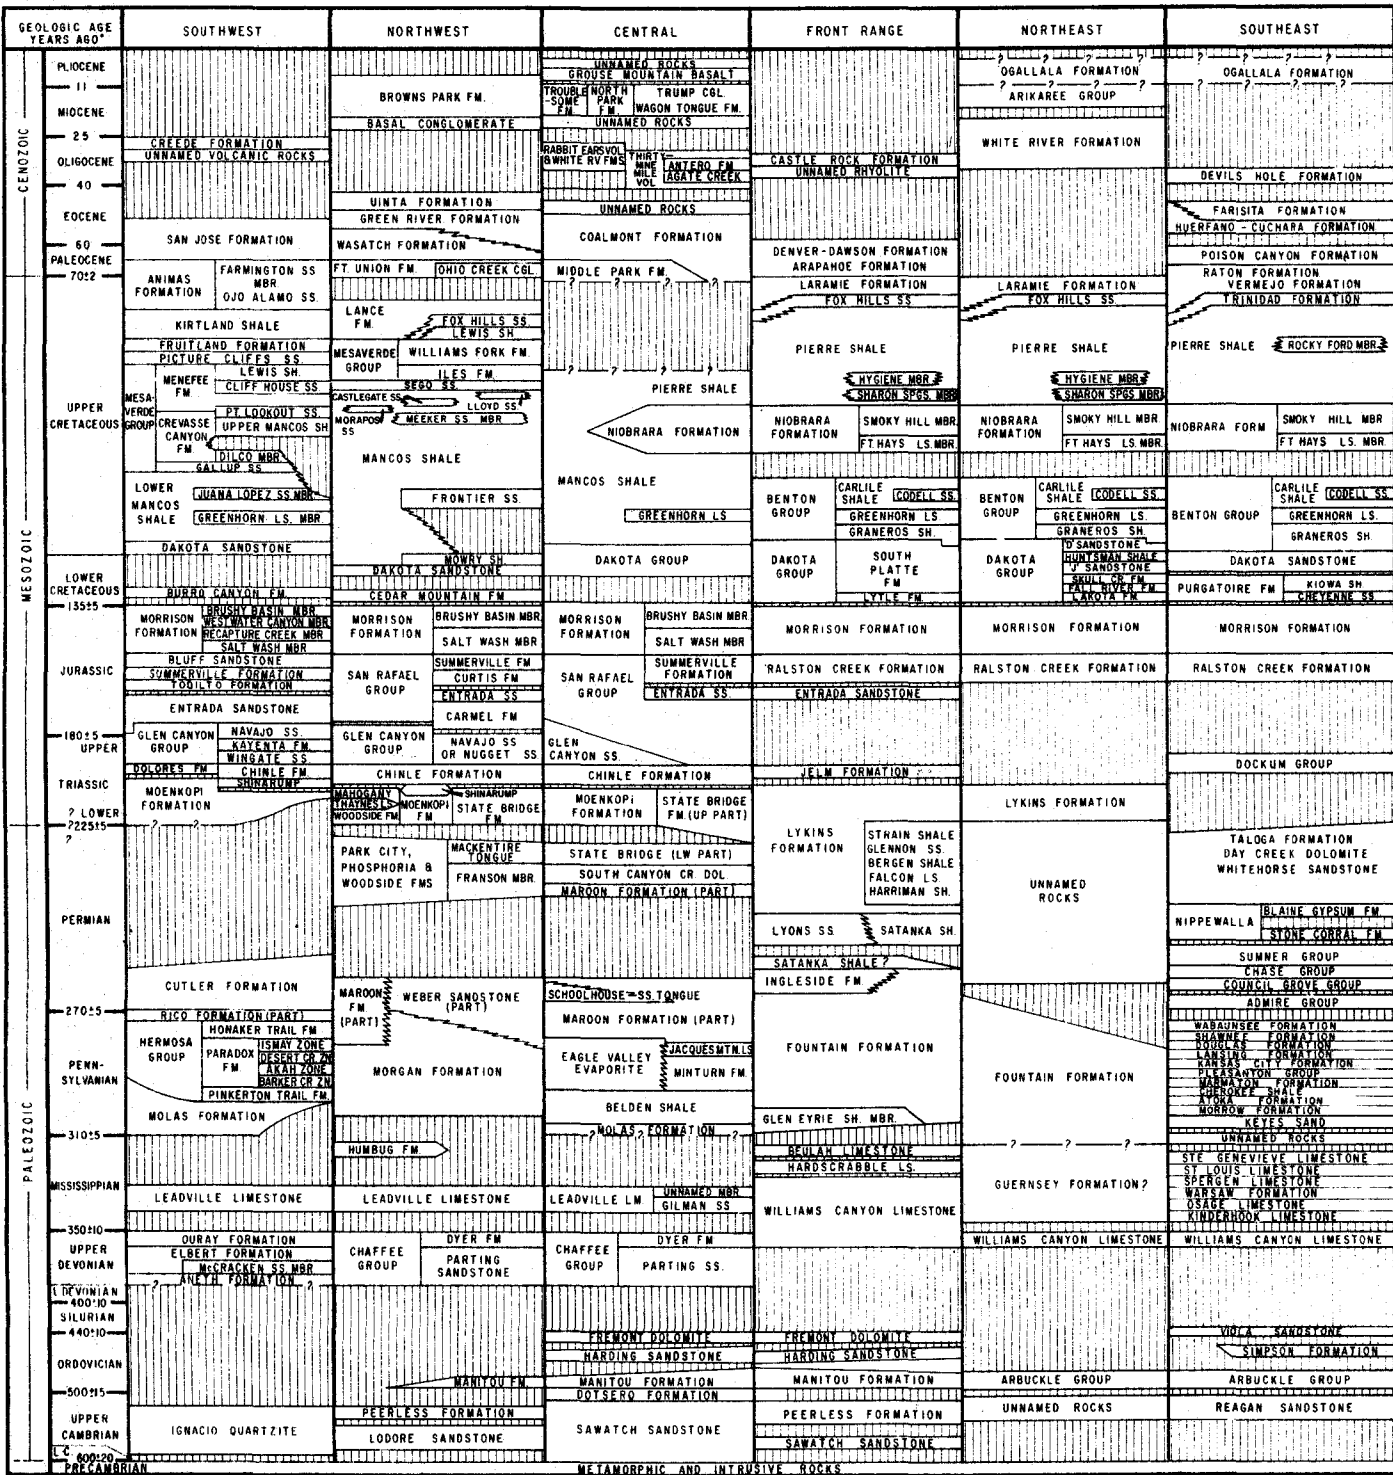 GEOLOGIC AGE
YEARS AGO*
SOUTHWEST
NORTHWEST
CENTRAL
FRONT RANGE
NORTHEAST
SOUTHEAST
CENOZOIC
MESOZOIC
PALEOZOIC
PLIOCENE
11
MIOCENE
25
OLIGOCENE
40
EOCENE
60
PALEOCENE
70±2
UPPER
CRETACEOUS
LOWER
CRETACEOUS
135±5
JURASSIC
180±5
UPPER
TRIASSIC
? LOWER
?225±5
?
PERMIAN
270±5
PENN-
SYLVANIAN
310±5
MISSISSIPPIAN
350±10
UPPER
DEVONIAN
L DEVONIAN
400±10
SILURIAN
440±10
ORDOVICIAN
500±15
UPPER
CAMBRIAN
L C
600±20
PRECAMBRIAN
CREEDE FORMATION
UNNAMED VOLCANIC ROCKS
SAN JOSE FORMATION
ANIMAS
FORMATION
FARMINGTON SS
MBR
OJO ALAMO SS.
KIRTLAND SHALE
FRUITLAND FORMATION
PICTURE CLIFFS SS.
MESA-
VERDE
GROUP
MENEFEE
FM
LEWIS SH.
CLIFF HOUSE SS
PT. LOOKOUT SS.
CREVASSE
CANYON
FM
UPPER MANCOS SH
DILCO MBR
GALLUP SS
LOWER
MANCOS
SHALE
JUANA LOPEZ SS.MBR
GREENHORN LS. MBR
DAKOTA SANDSTONE
BURRO CANYON FM.
MORRISON
FORMATION
BRUSHY BASIN MBR
WESTWATER CANYON MBR
RECAPTURE CREEK MBR
SALT WASH MBR
BLUFF SANDSTONE
SUMMERVILLE FORMATION
TODILTO FORMATION
ENTRADA SANDSTONE
GLEN CANYON
GROUP
NAVAJO SS.
KAYENTA FM.
WINGATE SS.
DOLORES FM
CHINLE FM.
SHINARUMP
MOENKOPI
FORMATION
? ?
CUTLER FORMATION
RICO FORMATION (PART)
HERMOSA
GROUP
HONAKER TRAIL FM
PARADOX
FM.
ISMAY ZONE
DESERT CR ZN
AKAH ZONE
BARKER CR ZN
PINKERTON TRAIL FM.
MOLAS FORMATION
LEADVILLE LIMESTONE
OURAY FORMATION
ELBERT FORMATION
McCRACKEN SS MBR
? ANETH FORMATION ?
IGNACIO QUARTZITE
BROWNS PARK FM.
BASAL CONGLOMERATE
UINTA FORMATION
GREEN RIVER FORMATION
WASATCH FORMATION
FT. UNION FM.
OHIO CREEK CGL
LANCE
FM.
FOX HILLS SS.
LEWIS SH
MESAVERDE
GROUP
WILLIAMS FORK FM.
ILES FM
SEGO SS.
CASTLEGATE SS
LLOYD SS
MORAPOS
SS
MEEKER SS MBR
MANCOS SHALE
FRONTIER SS.
MOWRY SH
DAKOTA SANDSTONE
CEDAR MOUNTAIN FM
MORRISON
FORMATION
BRUSHY BASIN MBR
SALT WASH MBR
SAN RAFAEL
GROUP
SUMMERVILLE FM
CURTIS FM
ENTRADA SS
CARMEL FM
GLEN CANYON
GROUP
NAVAJO SS
OR NUGGET SS
CHINLE FORMATION
MAHOGANY
THAYNES LS
WOODSIDE FM
MOENKOPI
FM
SHINARUMP
STATE BRIDGE
FM.
PARK CITY,
PHOSPHORIA &
WOODSIDE FMS
MACKENTIRE
TONGUE
FRANSON MBR.
MAROON
FM.
(PART)
WEBER SANDSTONE
(PART)
MORGAN FORMATION
HUMBUG FM.
LEADVILLE LIMESTONE
CHAFFEE
GROUP
DYER FM
PARTING
SANDSTONE
MANITOU FM.
PEERLESS FORMATION
LODORE SANDSTONE
UNNAMED ROCKS
GROUSE MOUNTAIN BASALT
TROUBLE
-SOME
FM
NORTH
PARK
FM
TRUMP CGL.
WAGON TONGUE FM.
UNNAMED ROCKS
RABBIT EARS VOL
& WHITE RV FMS
THIRTY-
NINE
MILE
VOL
ANTERO FM
AGATE CREEK
UNNAMED ROCKS
COALMONT FORMATION
MIDDLE PARK FM.
? ? ? ? ?
? ? ? ?
PIERRE SHALE
NIOBRARA FORMATION
MANCOS SHALE
GREENHORN LS
DAKOTA GROUP
MORRISON
FORMATION
BRUSHY BASIN MBR
SALT WASH MBR
SAN RAFAEL
GROUP
SUMMERVILLE
FORMATION
ENTRADA SS.
GLEN
CANYON SS.
CHINLE FORMATION
MOENKOPI
FORMATION
STATE BRIDGE
FM.(UP PART)
STATE BRIDGE (LW PART)
SOUTH CANYON CR. DOL
MAROON FORMATION (PART)
SCHOOLHOUSE SS. TONGUE
MAROON FORMATION (PART)
EAGLE VALLEY
EVAPORITE
JACQUES MTN. LS
MINTURN FM.
BELDEN SHALE
? MOLAS FORMATION ?
LEADVILLE LM
UNNAMED MBR
GILMAN SS
CHAFFEE
GROUP
DYER FM
PARTING SS.
FREMONT DOLOMITE
HARDING SANDSTONE
MANITOU FORMATION
DOTSERO FORMATION
SAWATCH SANDSTONE
CASTLE ROCK FORMATION
UNNAMED RHYOLITE
DENVER-DAWSON FORMATION
ARAPAHOE FORMATION
LARAMIE FORMATION
FOX HILLS SS
PIERRE SHALE
HYGIENE MBR
SHARON SPGS. MBR
NIOBRARA
FORMATION
SMOKY HILL MBR
FT. HAYS LS. MBR.
BENTON
GROUP
CARLILE
SHALE
CODELL SS.
GREENHORN LS.
GRANEROS SH.
DAKOTA
GROUP
SOUTH
PLATTE
FM
LYTLE FM
MORRISON FORMATION
RALSTON CREEK FORMATION
ENTRADA SANDSTONE
JELM FORMATION
LYKINS
FORMATION
STRAIN SHALE
GLENNON SS.
BERGEN SHALE
FALCON LS.
HARRIMAN SH.
LYONS SS.
SATANKA SH.
SATANKA SHALE ?
INGLESIDE FM
FOUNTAIN FORMATION
GLEN EYRIE SH. MBR.
BEULAH LIMESTONE
HARDSCRABBLE LS.
WILLIAMS CANYON LIMESTONE
FREMONT DOLOMITE
HARDING SANDSTONE
MANITOU FORMATION
PEERLESS FORMATION
SAWATCH SANDSTONE
? ? ? ? ?
OGALLALA FORMATION
? ? ? ? ?
ARIKAREE GROUP
WHITE RIVER FORMATION
LARAMIE FORMATION
FOX HILLS SS.
PIERRE SHALE
HYGIENE MBR
SHARON SPGS MBR
NIOBRARA
FORMATION
SMOKY HILL MBR
FT HAYS LS. MBR.
BENTON
GROUP
CARLILE
SHALE
CODELL SS.
GREENHORN LS.
GRANEROS SH.
DAKOTA
GROUP
'D' SANDSTONE
HUNTSMAN SHALE
'J' SANDSTONE
SKULL CR FM
FALL RIVER FM
LAKOTA FM
MORRISON FORMATION
RALSTON CREEK FORMATION
LYKINS FORMATION
UNNAMED
ROCKS
FOUNTAIN FORMATION
? ? ? ?
GUERNSEY FORMATION?
WILLIAMS CANYON LIMESTONE
ARBUCKLE GROUP
UNNAMED ROCKS
? ? ?
OGALLALA FORMATION
? ? ? ?
DEVILS HOLE FORMATION
FARISITA FORMATION
HUERFANO-CUCHARA FORMATION
POISON CANYON FORMATION
RATON FORMATION
VERMEJO FORMATION
TRINIDAD FORMATION
PIERRE SHALE
ROCKY FORD MBR
NIOBRARA FORM
SMOKY HILL MBR
FT HAYS LS. MBR.
BENTON GROUP
CARLILE
SHALE
CODELL SS.
GREENHORN LS.
GRANEROS SH.
DAKOTA SANDSTONE
PURGATOIRE FM
KIOWA SH
CHEYENNE SS
MORRISON FORMATION
RALSTON CREEK FORMATION
DOCKUM GROUP
TALOGA FORMATION
DAY CREEK DOLOMITE
WHITEHORSE SANDSTONE
NIPPEWALLA
BLAINE GYPSUM FM.
STONE CORRAL FM.
SUMNER GROUP
CHASE GROUP
COUNCIL GROVE GROUP
ADMIRE GROUP
WABAUNSEE FORMATION
SHAWNEE FORMATION
DOUGLAS FORMATION
LANSING FORMATION
KANSAS CITY FORMATION
PLEASANTON GROUP
MARMATON FORMATION
CHEROKEE SHALE
ATOKA FORMATION
MORROW FORMATION
KEYES SAND
UNNAMED ROCKS
STE GENEVIEVE LIMESTONE
ST LOUIS LIMESTONE
SPERGEN LIMESTONE
WARSAW FORMATION
OSAGE LIMESTONE
KINDERHOOK LIMESTONE
WILLIAMS CANYON LIMESTONE
VIOLA SANDSTONE
SIMPSON FORMATION
ARBUCKLE GROUP
REAGAN SANDSTONE
METAMORPHIC AND INTRUSIVE ROCKS